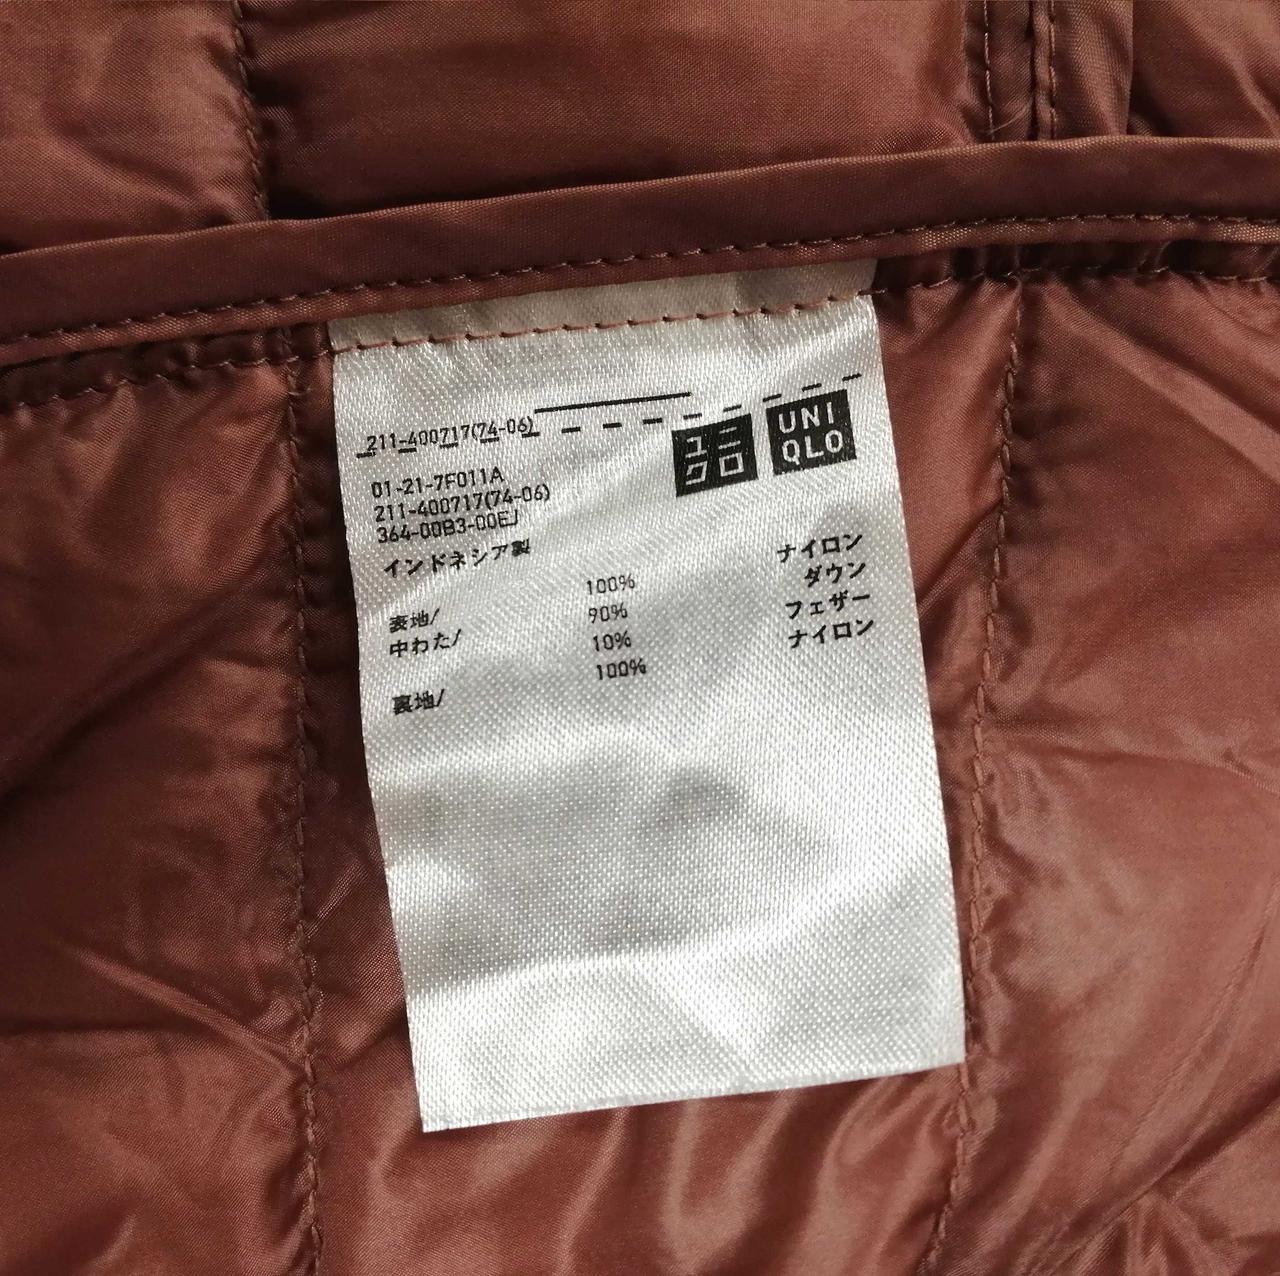 211-400717(74-06)
ユニ
クロ
UNI
QLO
01-21-7F011A
211-400717(74-06)
364-00B3-00EJ
インドネシア製
表地/ 100% ナイロン
中わた/ 90% ダウン
10% フェザー
裏地/ 100% ナイロン